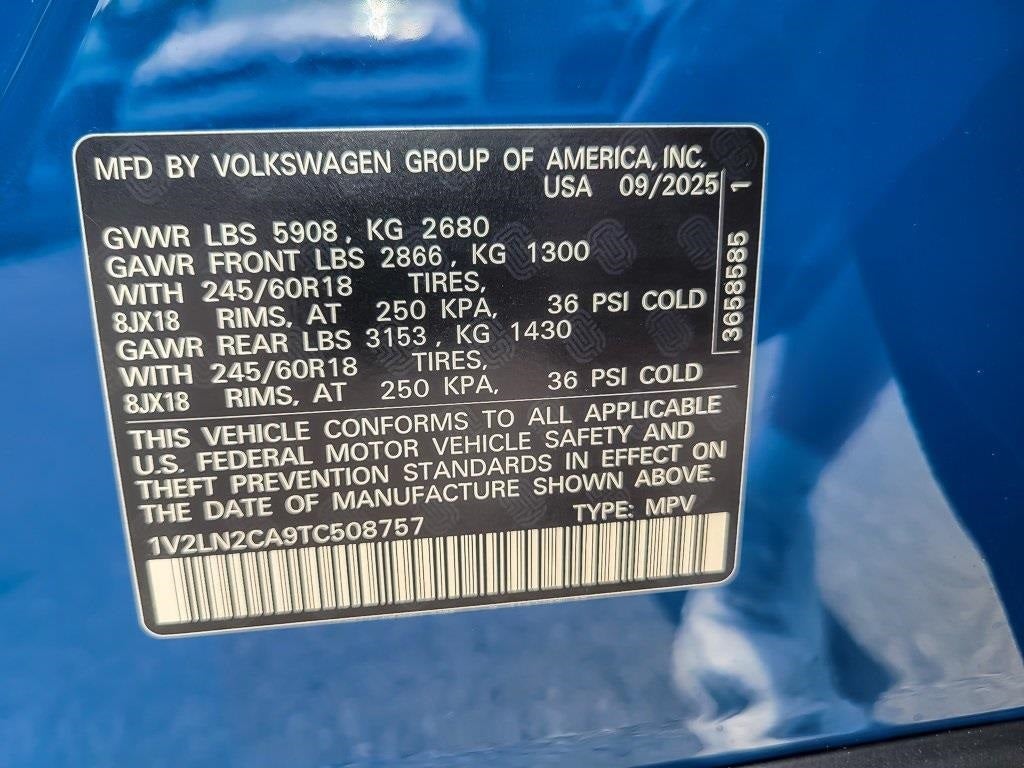 MFD BY VOLKSWAGEN GROUP OF AMERICA, INC.
USA 09/2025
GVWR LBS 5908, KG 2680
GAWR FRONT LBS 2866, KG 1300
WITH 245/60R18 TIRES,
8JX18 RIMS, AT 250 KPA, 36 PSI COLD
GAWR REAR LBS 3153, KG 1430
WITH 245/60R18 TIRES,
8JX18 RIMS, AT 250 KPA, 36 PSI COLD
3658585 1
THIS VEHICLE CONFORMS TO ALL APPLICABLE
U.S. FEDERAL MOTOR VEHICLE SAFETY AND
THEFT PREVENTION STANDARDS IN EFFECT ON
THE DATE OF MANUFACTURE SHOWN ABOVE.
TYPE: MPV
1V2LN2CA9TC508757